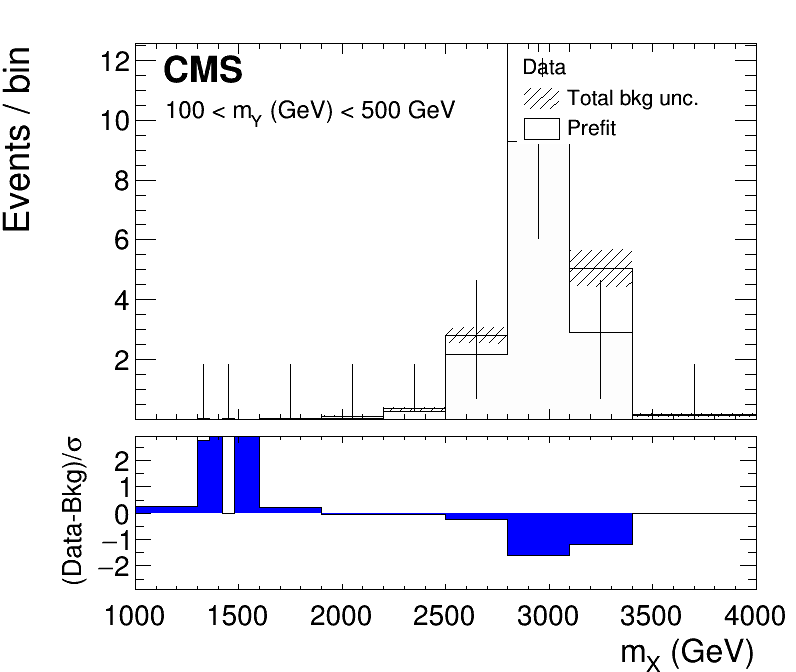 CMS
100 < mY (GeV) < 500 GeV
Data
Total bkg unc.
Prefit
Events / bin
12
10
8
6
4
2
(Data-Bkg)/σ
2
1
0
−1
−2
1000 1500 2000 2500 3000 3500 4000
mX (GeV)